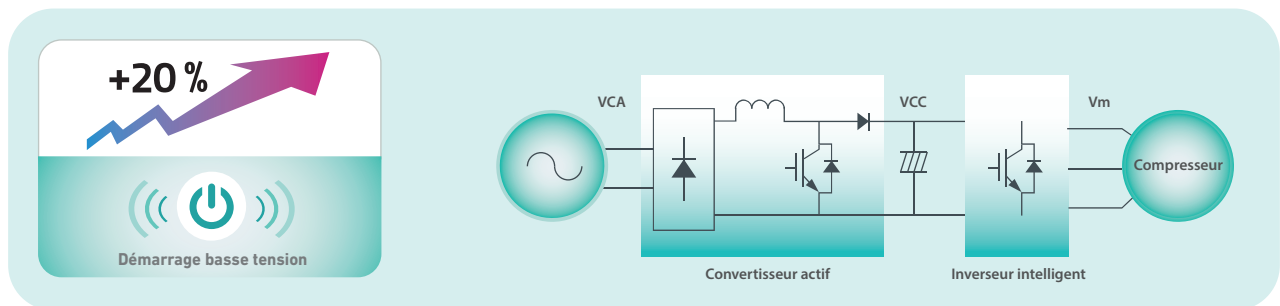 +20 %
Démarrage basse tension
VCA
VCC
Vm
Compresseur
Convertisseur actif
Inverseur intelligent